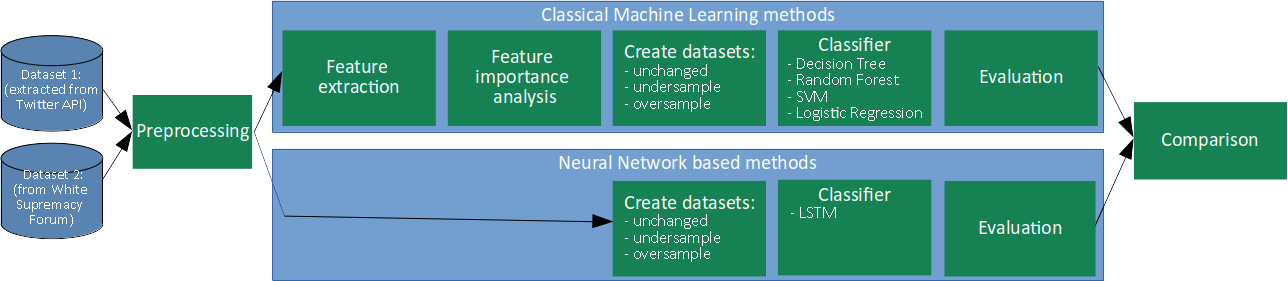 Dataset 1:
(extracted from
Twitter API)
Dataset 2:
(from White
Supremacy
Forum)
Preprocessing
Classical Machine Learning methods
Feature
extraction
Feature
importance
analysis
Create datasets:
- unchanged
- undersample
- oversample
Classifier
- Decision Tree
- Random Forest
- SVM
- Logistic Regression
Evaluation
Neural Network based methods
Create datasets:
- unchanged
- undersample
- oversample
Classifier
- LSTM
Evaluation
Comparison